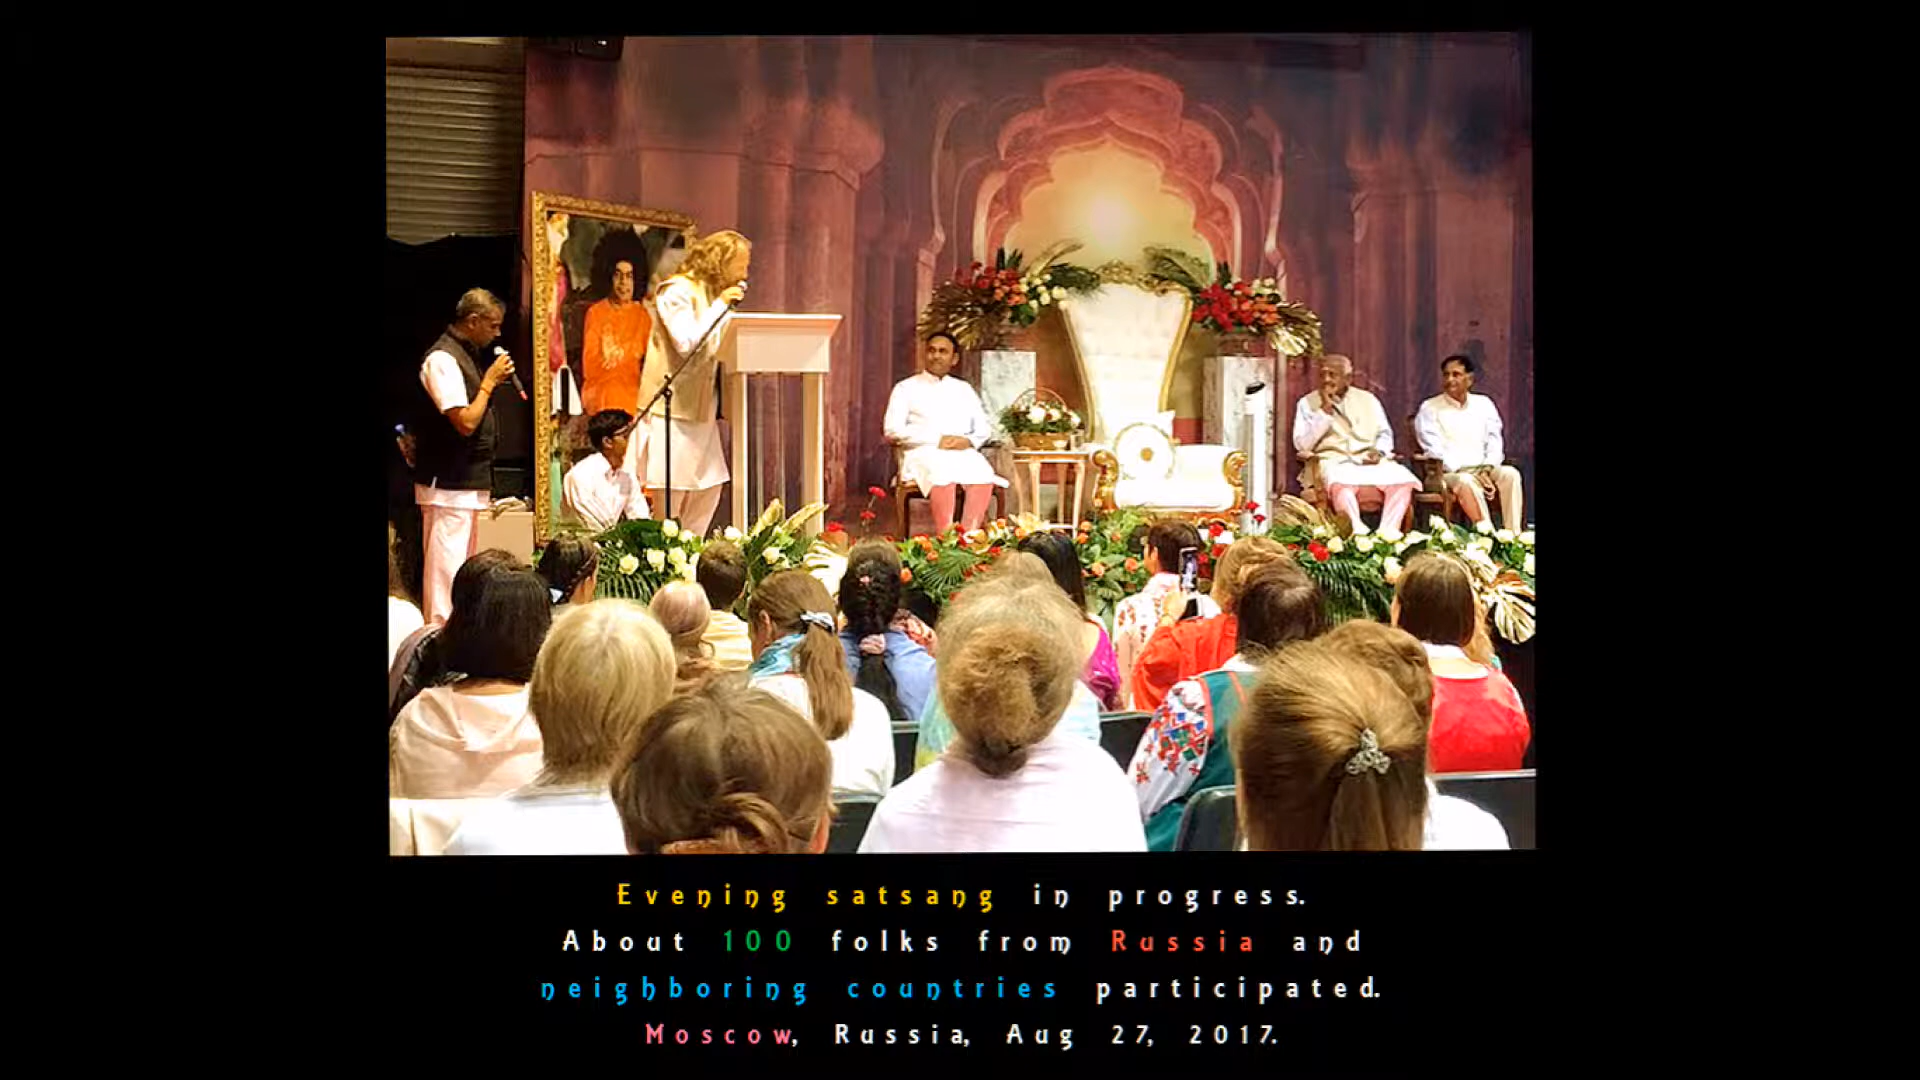 Evening satsang in progress.
About 100 folks from Russia and
neighboring countries participated.
Moscow, Russia, Aug 27, 2017.